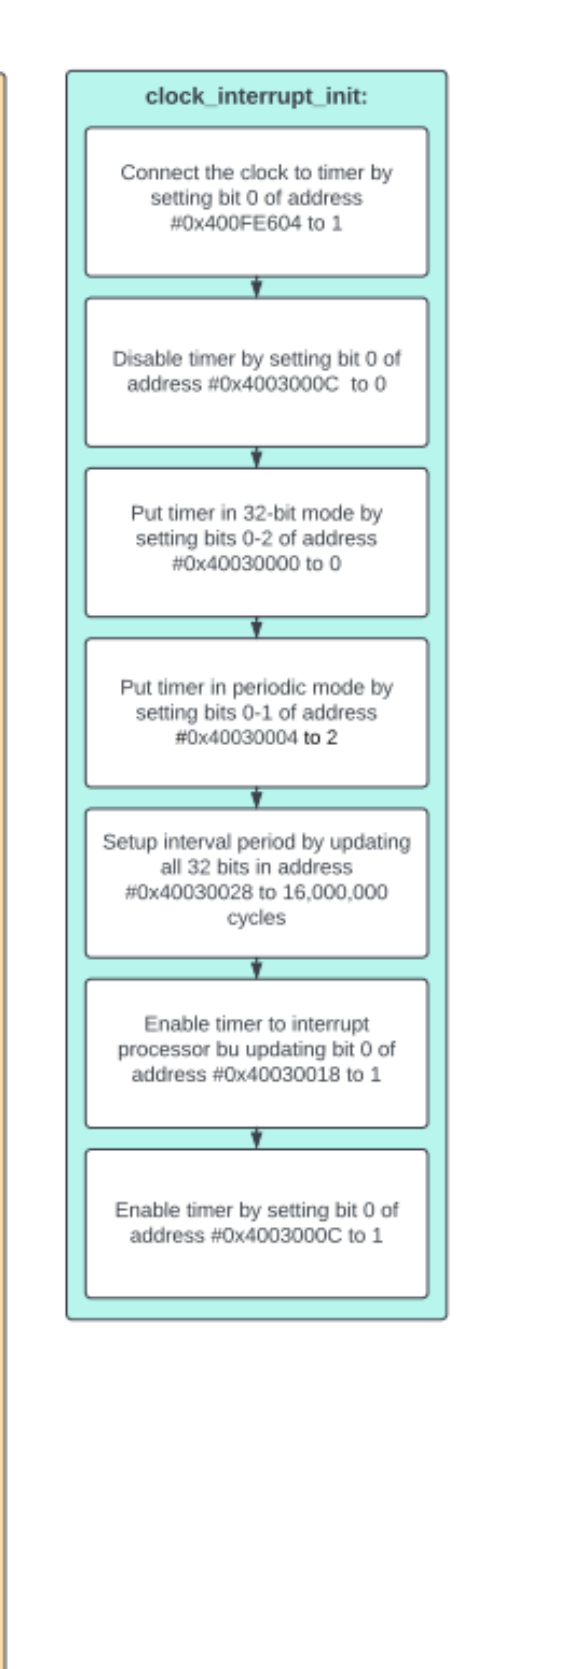 clock_interrupt_init:
Connect the clock to timer by
setting bit 0 of address
#0x400FE604 to 1
Disable timer by setting bit 0 of
address #0x4003000C  to 0
Put timer in 32-bit mode by
setting bits 0-2 of address
#0x40030000 to 0
Put timer in periodic mode by
setting bits 0-1 of address
#0x40030004 to 2
Setup interval period by updating
all 32 bits in address
#0x40030028 to 16,000,000
cycles
Enable timer to interrupt
processor bu updating bit 0 of
address #0x40030018 to 1
Enable timer by setting bit 0 of
address #0x4003000C to 1